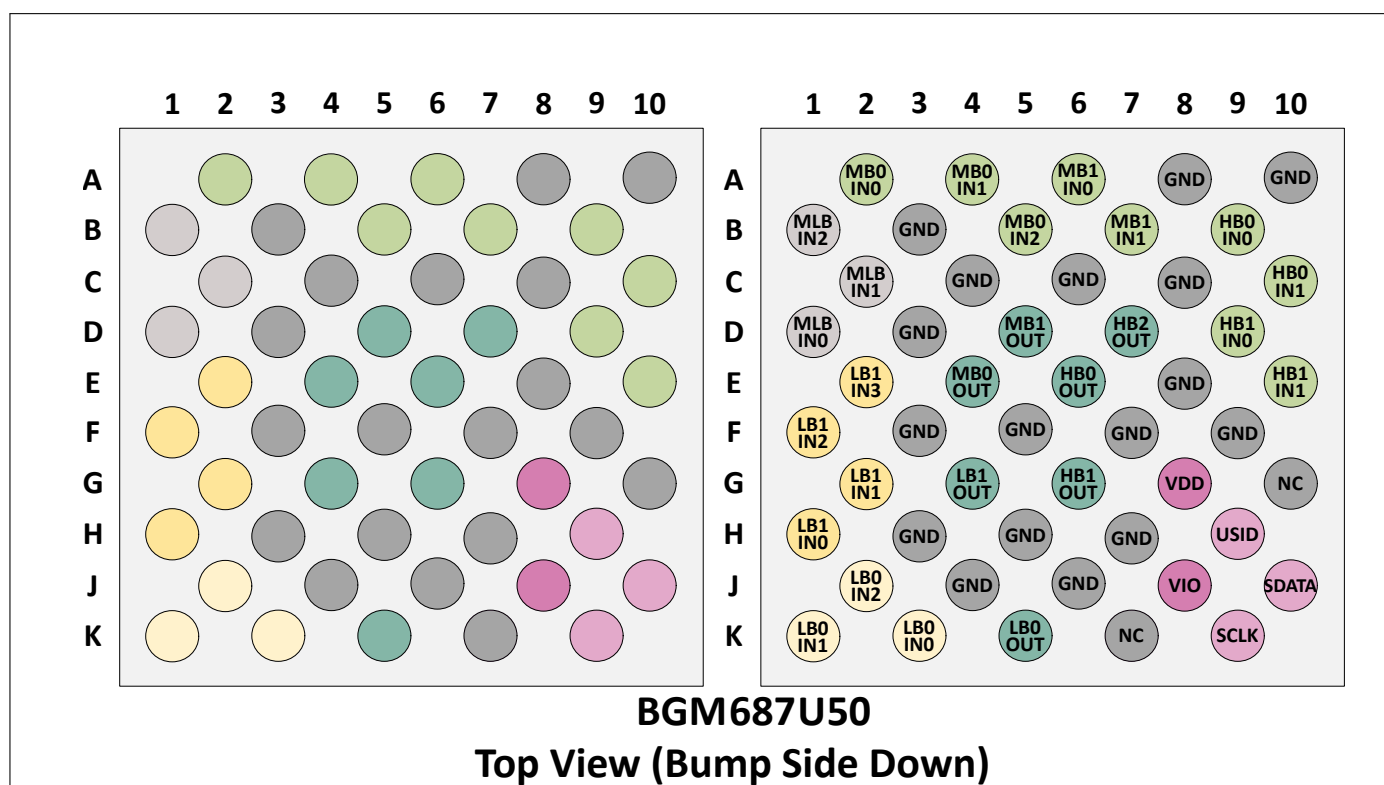 1 2 3 4 5 6 7 8 9 10 1 2 3 4 5 6 7 8 9 10
A A MB0 IN0 MB0 IN1 MB1 IN0 GND GND
B B MLB IN2 GND MB0 IN2 MB1 IN1 HB0 IN0
C C MLB IN1 GND GND GND HB0 IN1
D D MLB IN0 GND MB1 OUT HB2 OUT HB1 IN0
E E LB1 IN3 MB0 OUT HB0 OUT GND HB1 IN1
F F LB1 IN2 GND GND GND GND
G G LB1 IN1 LB1 OUT HB1 OUT VDD NC
H H LB1 IN0 GND GND GND USID
J J LB0 IN2 GND GND VIO SDATA
K K LB0 IN1 LB0 IN0 LB0 OUT NC SCLK
BGM687U50
Top View (Bump Side Down)